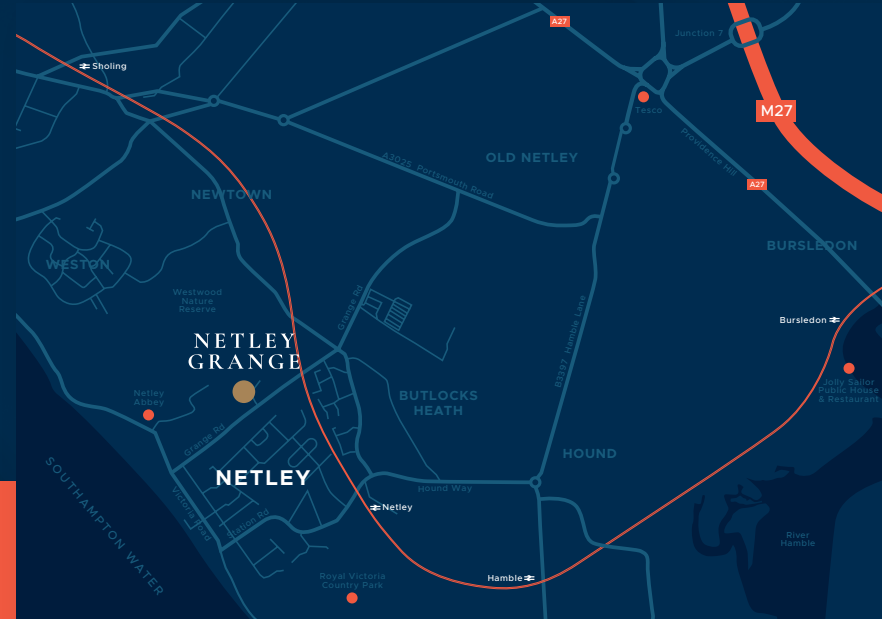 A27
Junction 7
Sholing
M27
Tesco
Providence Hill
OLD NETLEY
A3025 Portsmouth Road
A27
NEWTOWN
BURSLEDON
WESTON
Westwood
Nature
Reserve
Grange Rd
B3397 Hamble Lane
Bursledon
NETLEY
GRANGE
Jolly Sailor
Public House
& Restaurant
Netley
Abbey
BUTLOCKS
HEATH
Grange Rd
HOUND
NETLEY
Hound Way
SOUTHAMPTON WATER
Victoria Road
Station Rd
Netley
River
Hamble
Royal Victoria
Country Park
Hamble